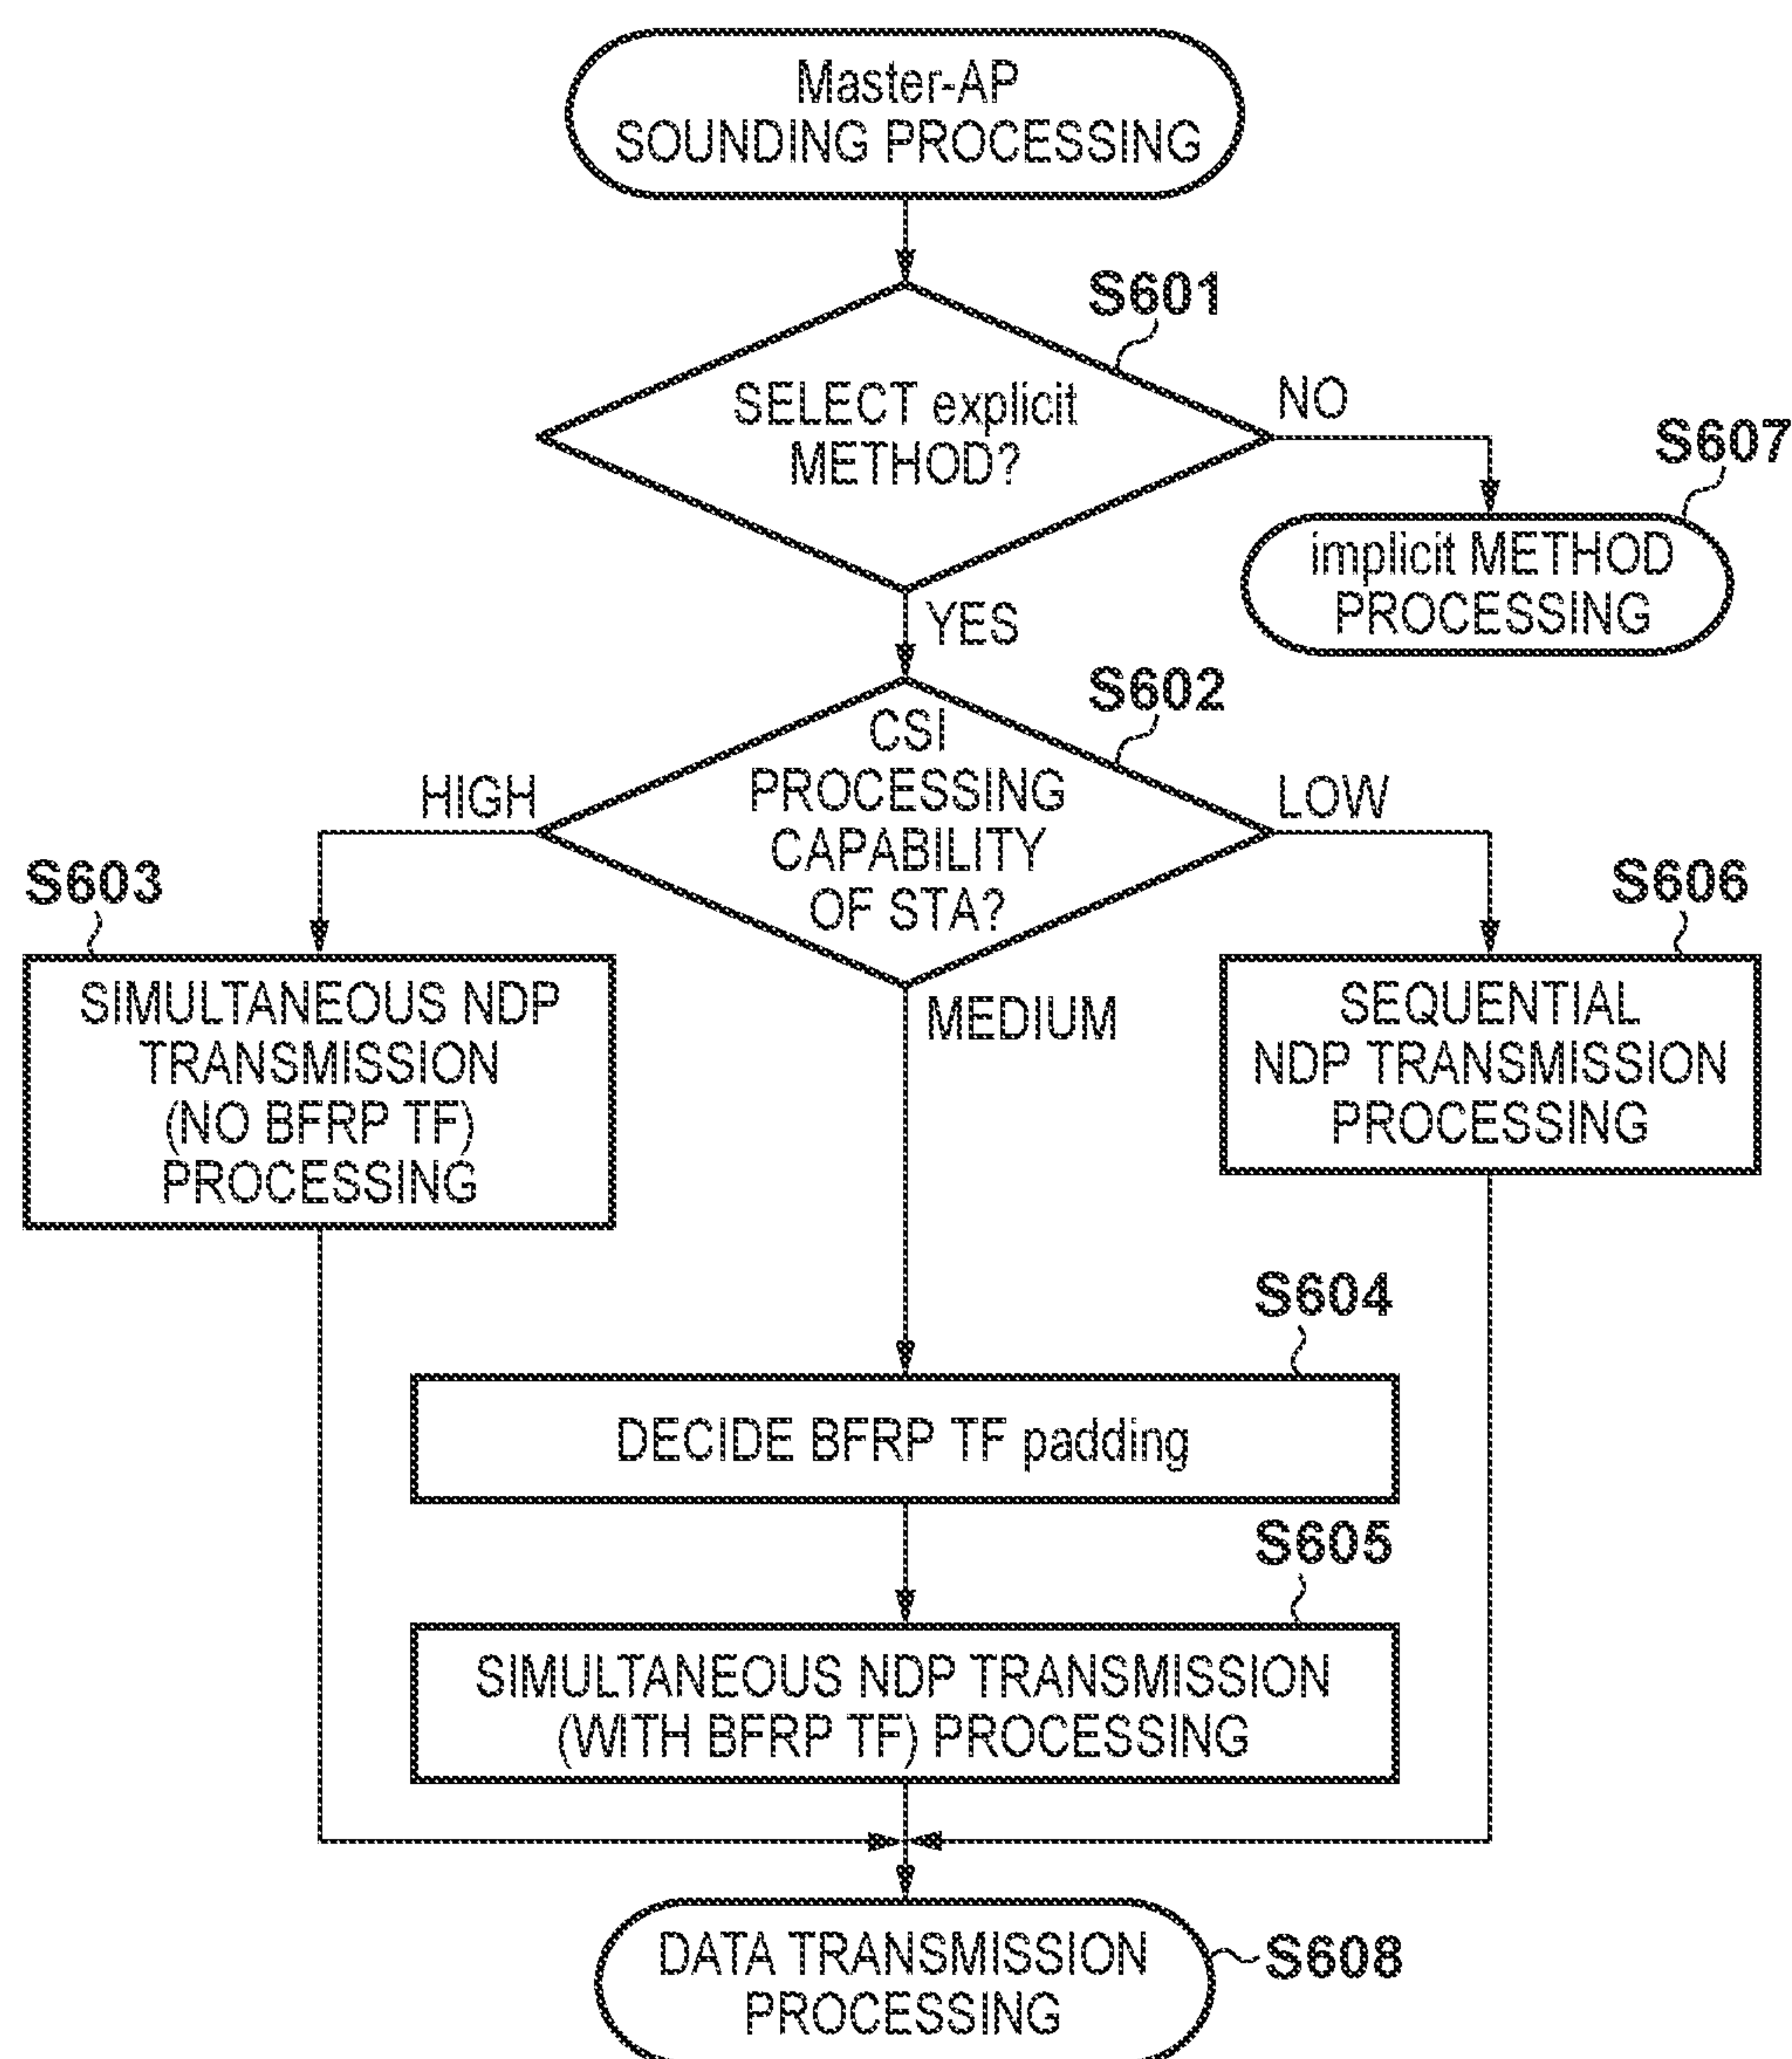 Master-AP
SOUNDING PROCESSING
S601
SELECT explicit
METHOD?
NO
S607
implicit METHOD
PROCESSING
YES
S602
CSI
PROCESSING
CAPABILITY
OF STA?
HIGH
LOW
MEDIUM
S603
SIMULTANEOUS NDP
TRANSMISSION
(NO BFRP TF)
PROCESSING
S606
SEQUENTIAL
NDP TRANSMISSION
PROCESSING
S604
DECIDE BFRP TF padding
S605
SIMULTANEOUS NDP TRANSMISSION
(WITH BFRP TF) PROCESSING
DATA TRANSMISSION
PROCESSING
S608